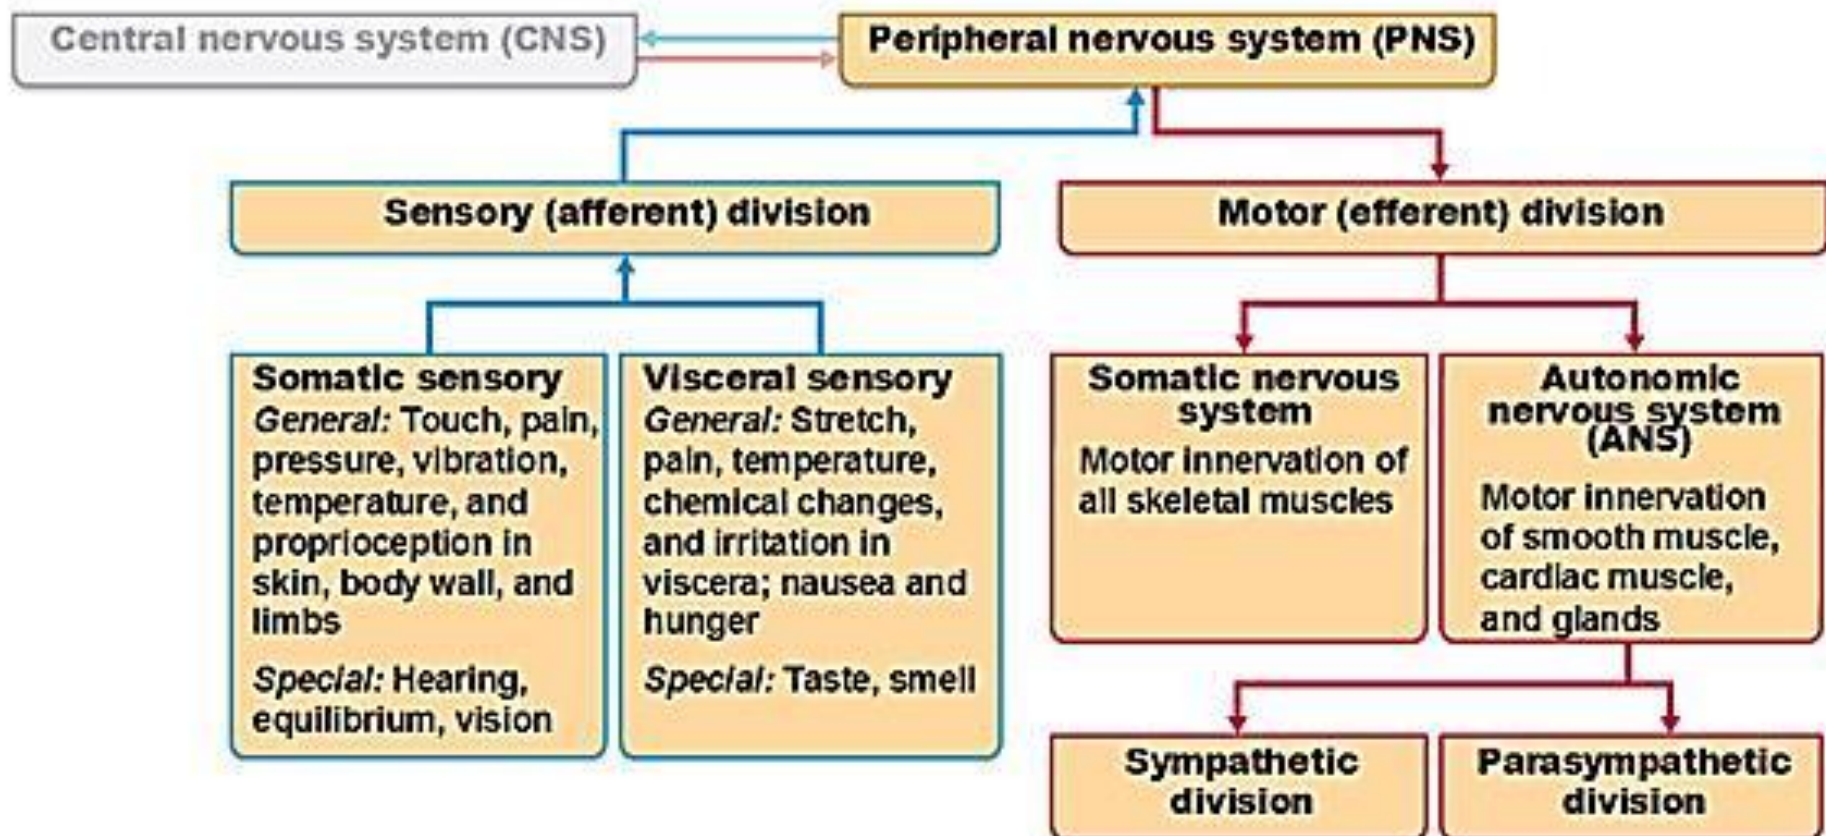 Central nervous system (CNS)
Peripheral nervous system (PNS)
Sensory (afferent) division
Motor (efferent) division
Somatic sensory
General: Touch, pain,
pressure, vibration,
temperature, and
proprioception in
skin, body wall, and
limbs
Special: Hearing,
equilibrium, vision
Visceral sensory
General: Stretch,
pain, temperature,
chemical changes,
and irritation in
viscera; nausea and
hunger
Special: Taste, smell
Somatic nervous
system
Motor innervation of
all skeletal muscles
Autonomic
nervous system
(ANS)
Motor innervation
of smooth muscle,
cardiac muscle,
and glands
Sympathetic
division
Parasympathetic
division